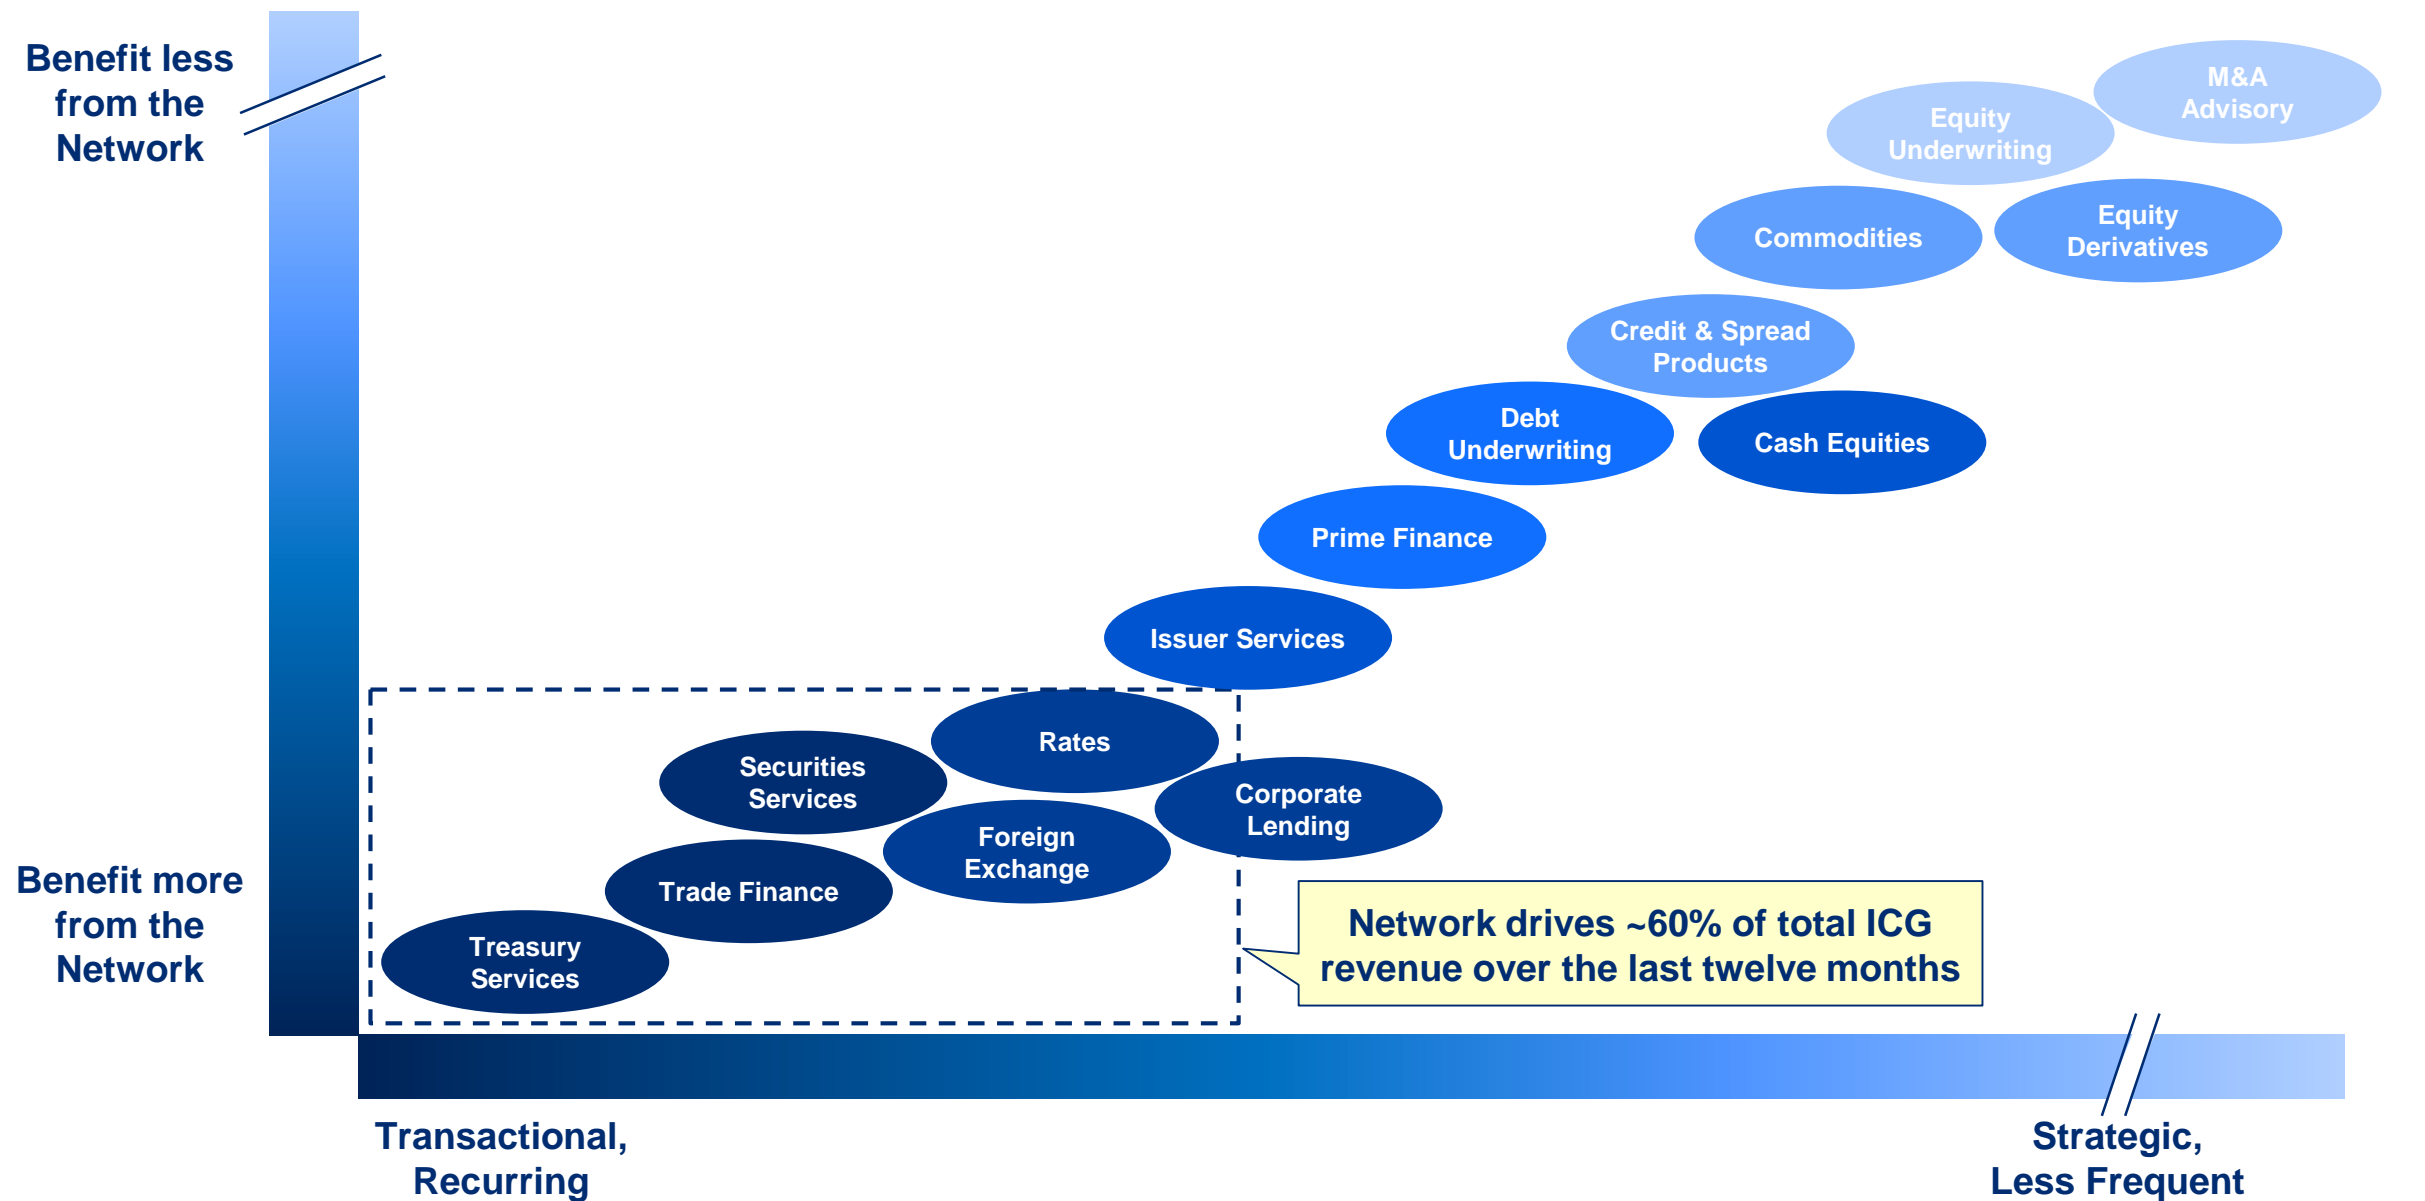 Benefit less
from the
Network
M&A
Advisory
Equity
Underwriting
Equity
Derivatives
Commodities
Credit & Spread
Products
Debt
Underwriting
Cash Equities
Prime Finance
Issuer Services
Rates
Securities
Services
Corporate
Lending
Foreign
Exchange
Trade Finance
Benefit more
from the
Network
Treasury
Services
Network drives ~60% of total ICG
revenue over the last twelve months
Transactional,
Recurring
Strategic,
Less Frequent